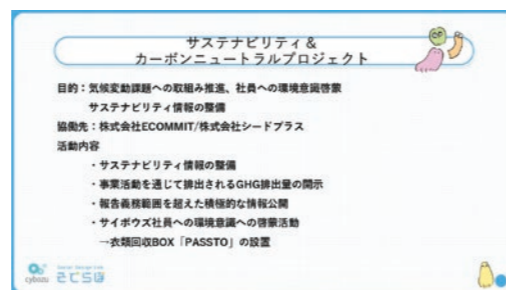 サステナビリティ＆
カーボンニュートラルプロジェクト
目的：気候変動課題への取組み推進、社員への環境意識啓蒙
サステナビリティ情報の整備
協働先：株式会社ECOMMIT/株式会社シードプラス
活動内容
・サステナビリティ情報の整備
・事業活動を通じて排出されるGHG排出量の開示
・報告義務範囲を超えた積極的な情報公開
・サイボウズ社員への環境意識への啓蒙活動
→衣類回収BOX「PASSTO」の設置
Social Design Lab
cybozu そでらぼ